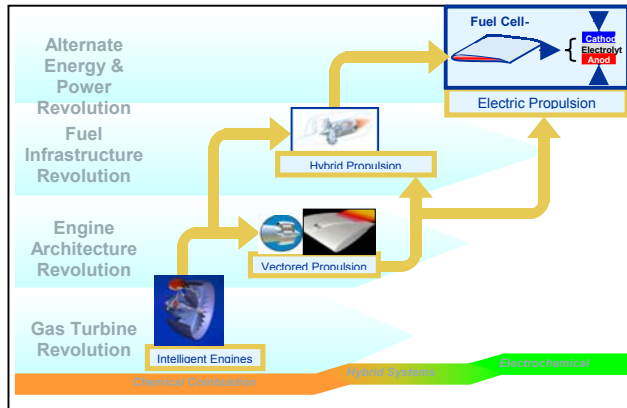 Alternate
Energy &
Power
Revolution
Fuel Cell-
Cathod
Electrolyt
Anod
Electric Propulsion
Fuel
Infrastructure
Revolution
Hybrid Propulsion
Engine
Architecture
Revolution
Vectored Propulsion
Gas Turbine
Revolution
Intelligent Engines
Chemical Combustion
Hybrid Systems
Electrochemical